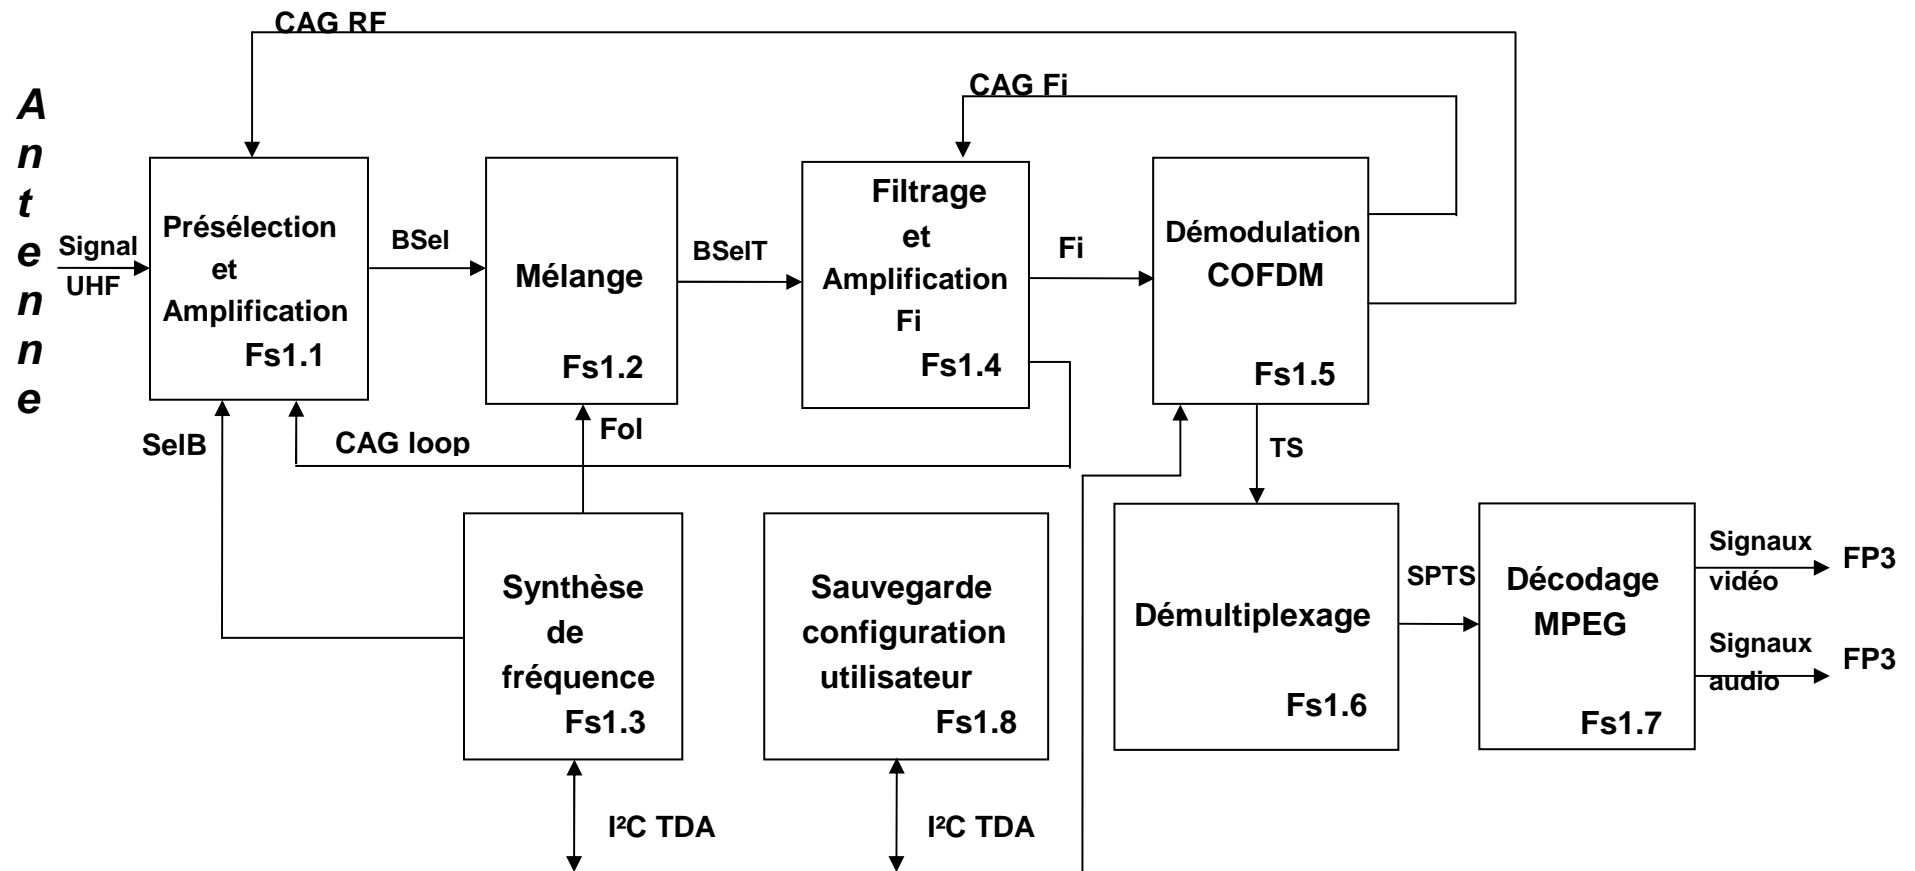 CAG RF
CAG Fi
Antenne
Signal
UHF
Présélection
et
Amplification
Fs1.1
BSel
Mélange
Fs1.2
BSelT
Filtrage
et
Amplification
Fi
Fs1.4
Fi
Démodulation
COFDM
Fs1.5
SelB
CAG loop
Fol
TS
Synthèse
de
fréquence
Fs1.3
Sauvegarde
configuration
utilisateur
Fs1.8
Démultiplexage
Fs1.6
SPTS
Décodage
MPEG
Fs1.7
Signaux
vidéo
FP3
Signaux
audio
FP3
I²C TDA
I²C TDA